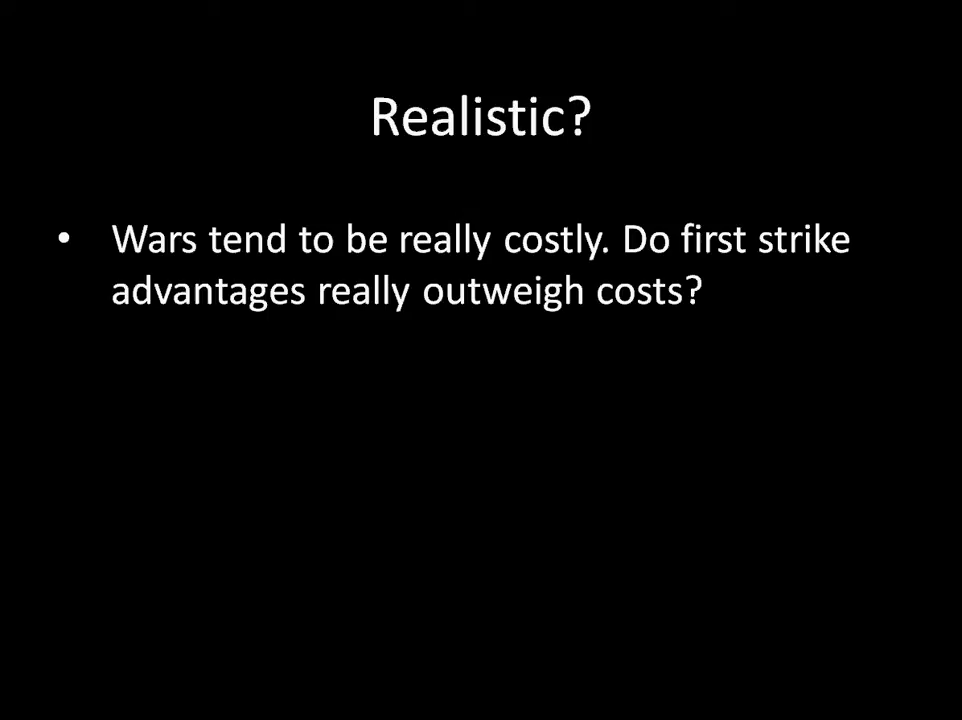 Realistic?
• Wars tend to be really costly. Do first strike
advantages really outweigh costs?